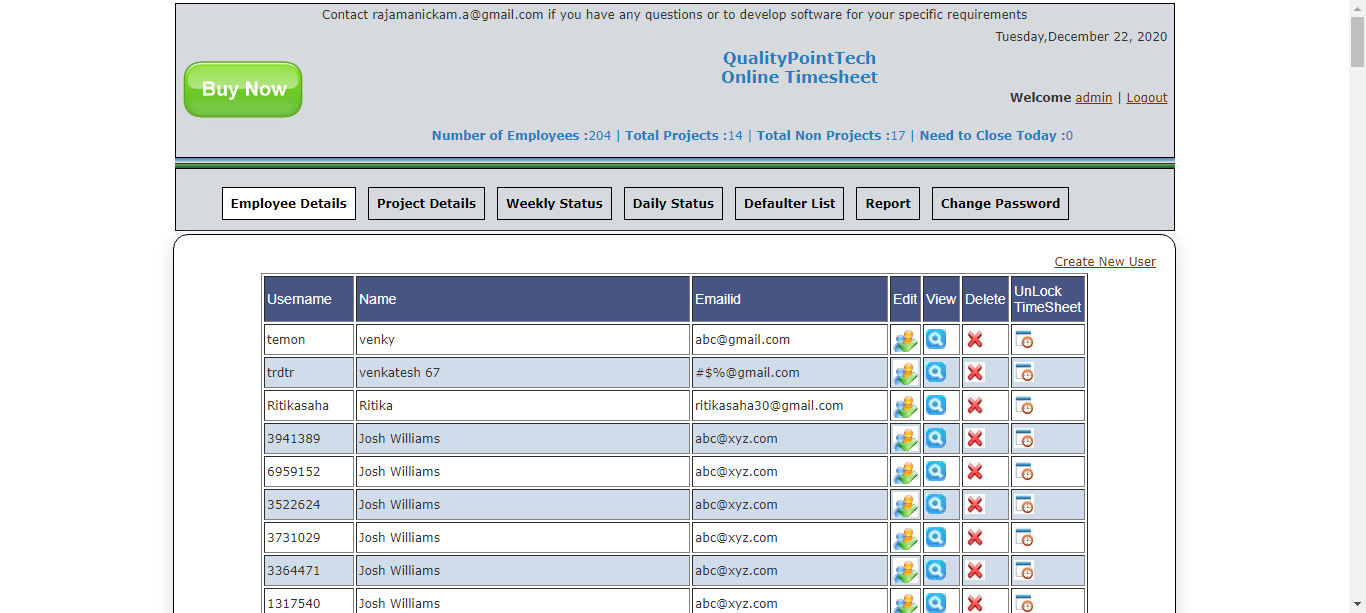 Contact rajamanickam.a@gmail.com if you have any questions or to develop software for your specific requirements
Tuesday,December 22, 2020
QualityPointTech
Online Timesheet
Buy Now
Welcome admin | Logout
Number of Employees :204 | Total Projects :14 | Total Non Projects :17 | Need to Close Today :0
Employee Details Project Details Weekly Status Daily Status Defaulter List Report Change Password
Create New User
Username Name Emailid Edit View Delete UnLock
TimeSheet
temon venky abc@gmail.com
trdtr venkatesh 67 #$%@gmail.com
Ritikasaha Ritika ritikasaha30@gmail.com
3941389 Josh Williams abc@xyz.com
6959152 Josh Williams abc@xyz.com
3522624 Josh Williams abc@xyz.com
3731029 Josh Williams abc@xyz.com
3364471 Josh Williams abc@xyz.com
1317540 Josh Williams abc@xyz.com